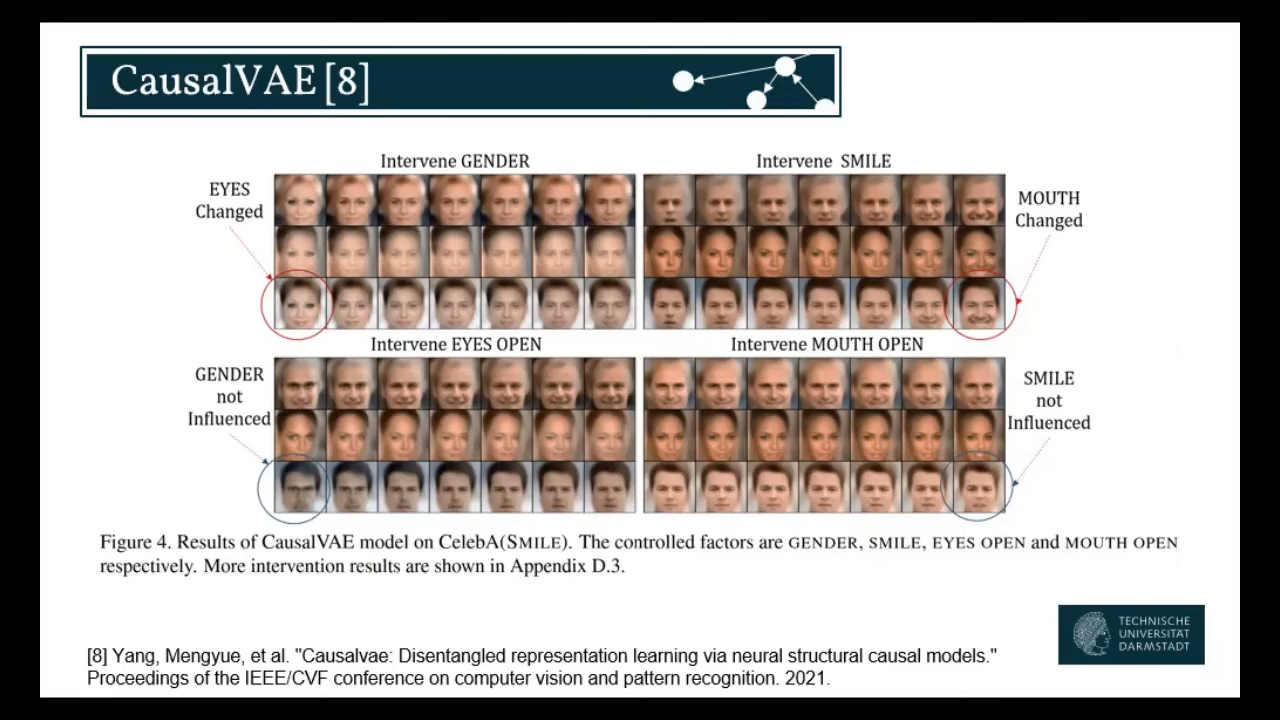 CausalVAE [8]
Intervene GENDER
Intervene SMILE
EYES
Changed
MOUTH
Changed
Intervene EYES OPEN
Intervene MOUTH OPEN
GENDER
not
Influenced
SMILE
not
Influenced
Figure 4. Results of CausalVAE model on CelebA(SMILE). The controlled factors are GENDER, SMILE, EYES OPEN and MOUTH OPEN
respectively. More intervention results are shown in Appendix D.3.
TECHNISCHE
UNIVERSITÄT
DARMSTADT
[8] Yang, Mengyue, et al. "Causalvae: Disentangled representation learning via neural structural causal models."
Proceedings of the IEEE/CVF conference on computer vision and pattern recognition. 2021.